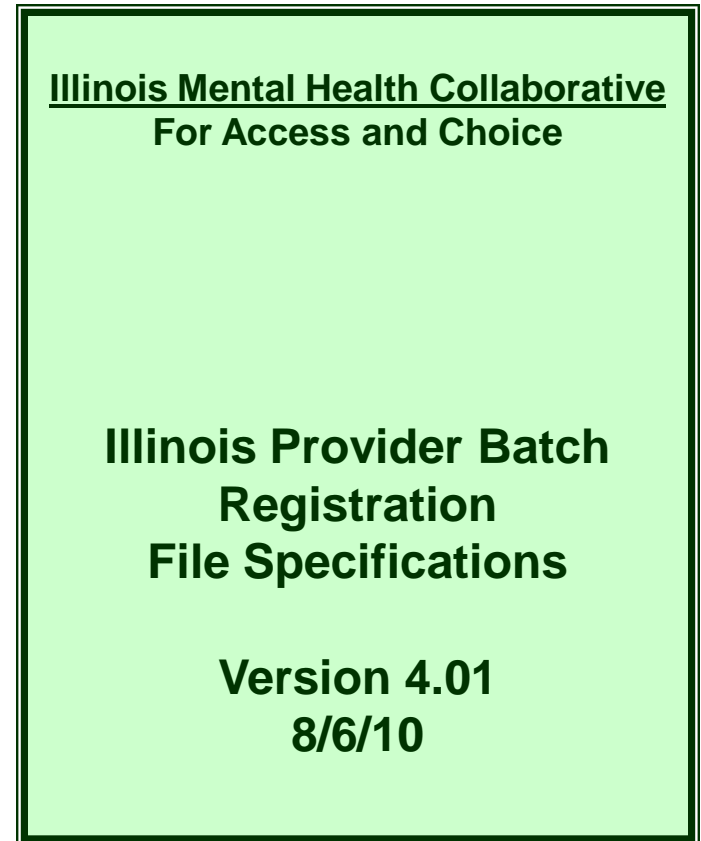 Illinois Mental Health Collaborative
For Access and Choice
Illinois Provider Batch
Registration
File Specifications
Version 4.01
8/6/10